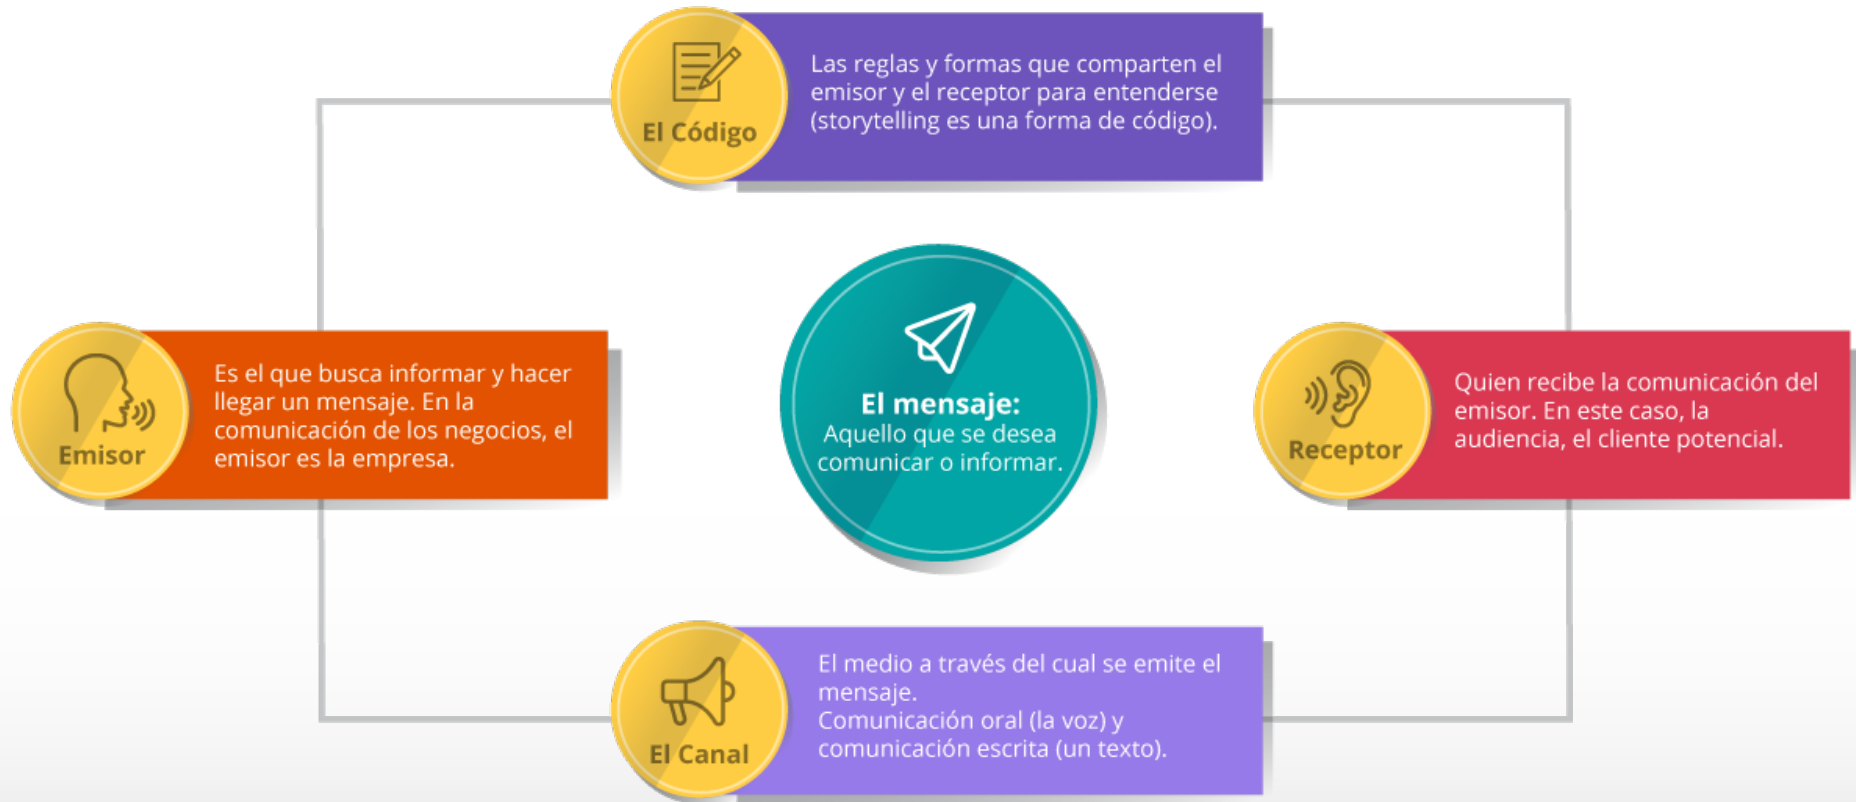 El Código
Las reglas y formas que comparten el
emisor y el receptor para entenderse
(storytelling es una forma de código).
Emisor
Es el que busca informar y hacer
llegar un mensaje. En la
comunicación de los negocios, el
emisor es la empresa.
El mensaje:
Aquello que se desea
comunicar o informar.
Receptor
Quien recibe la comunicación del
emisor. En este caso, la
audiencia, el cliente potencial.
El Canal
El medio a través del cual se emite el
mensaje.
Comunicación oral (la voz) y
comunicación escrita (un texto).